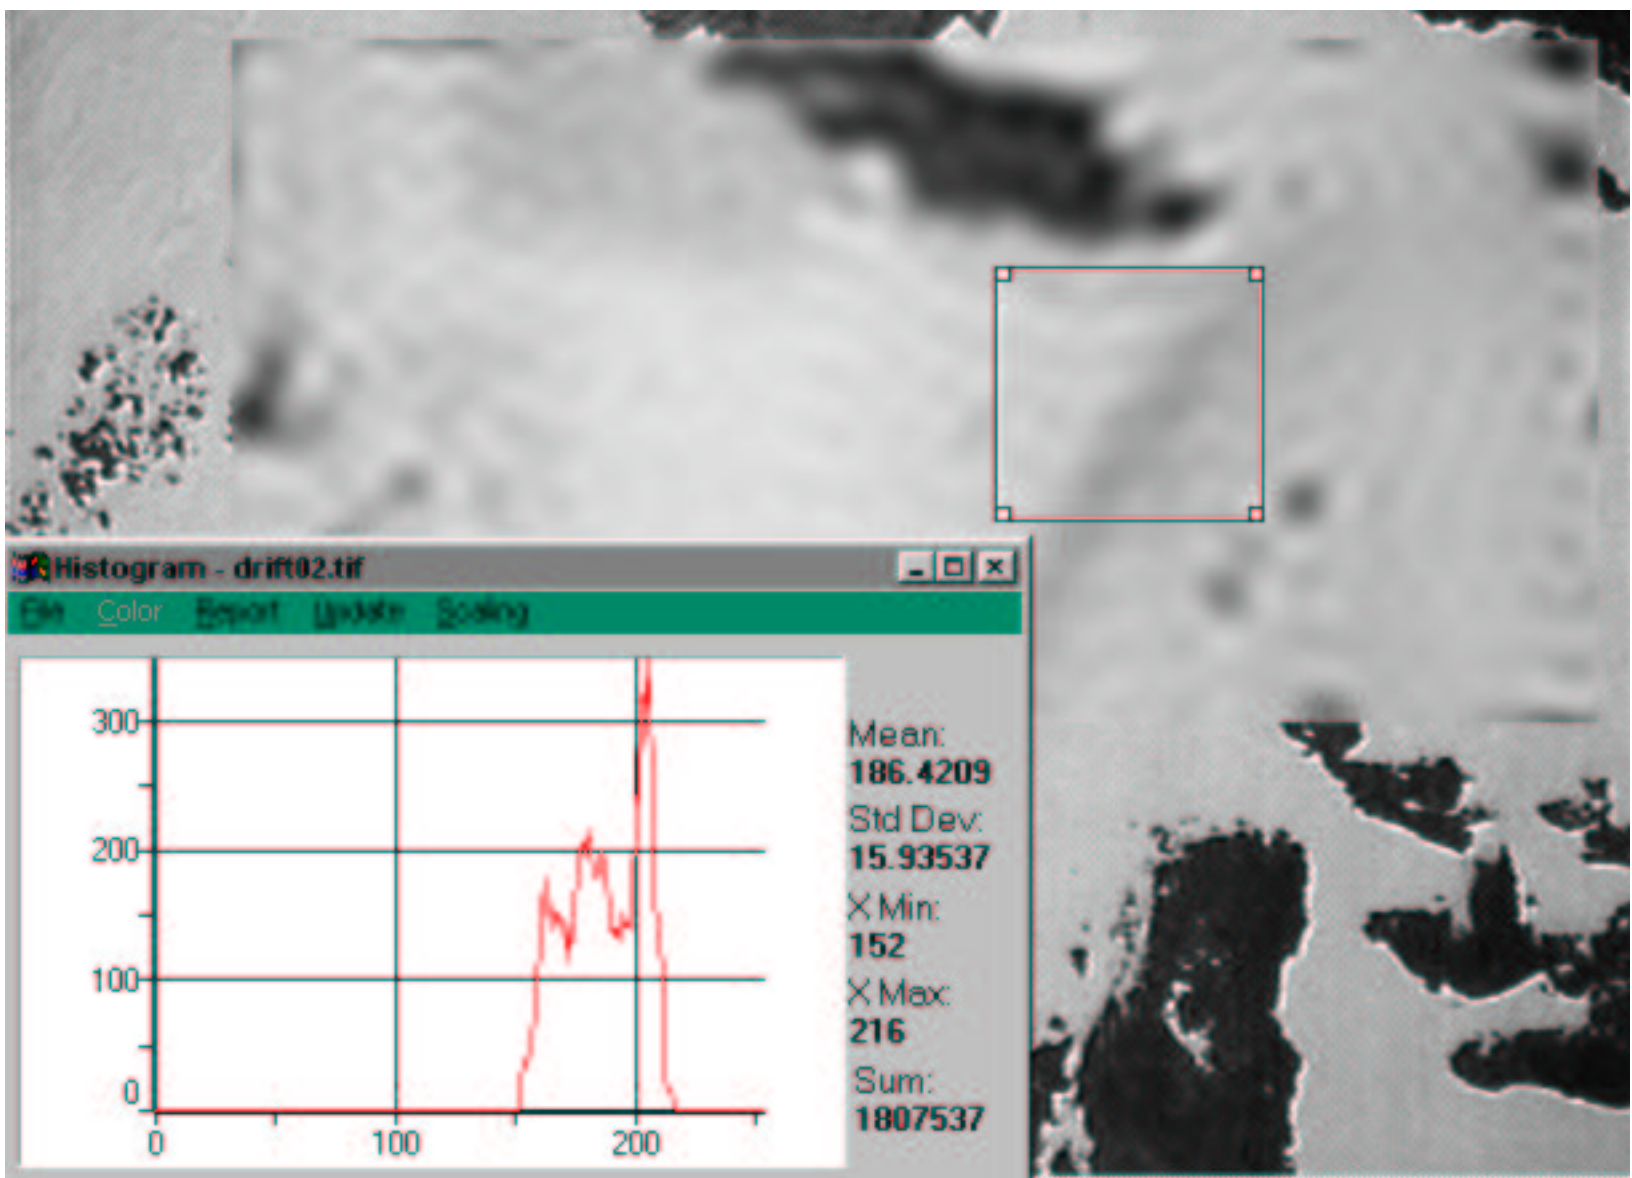 Histogram - drift02.tif
File Color Report Update Scaling
300
200
100
0
0 100 200
Mean:
186.4209
Std Dev:
15.93537
X Min:
152
X Max:
216
Sum:
1807537